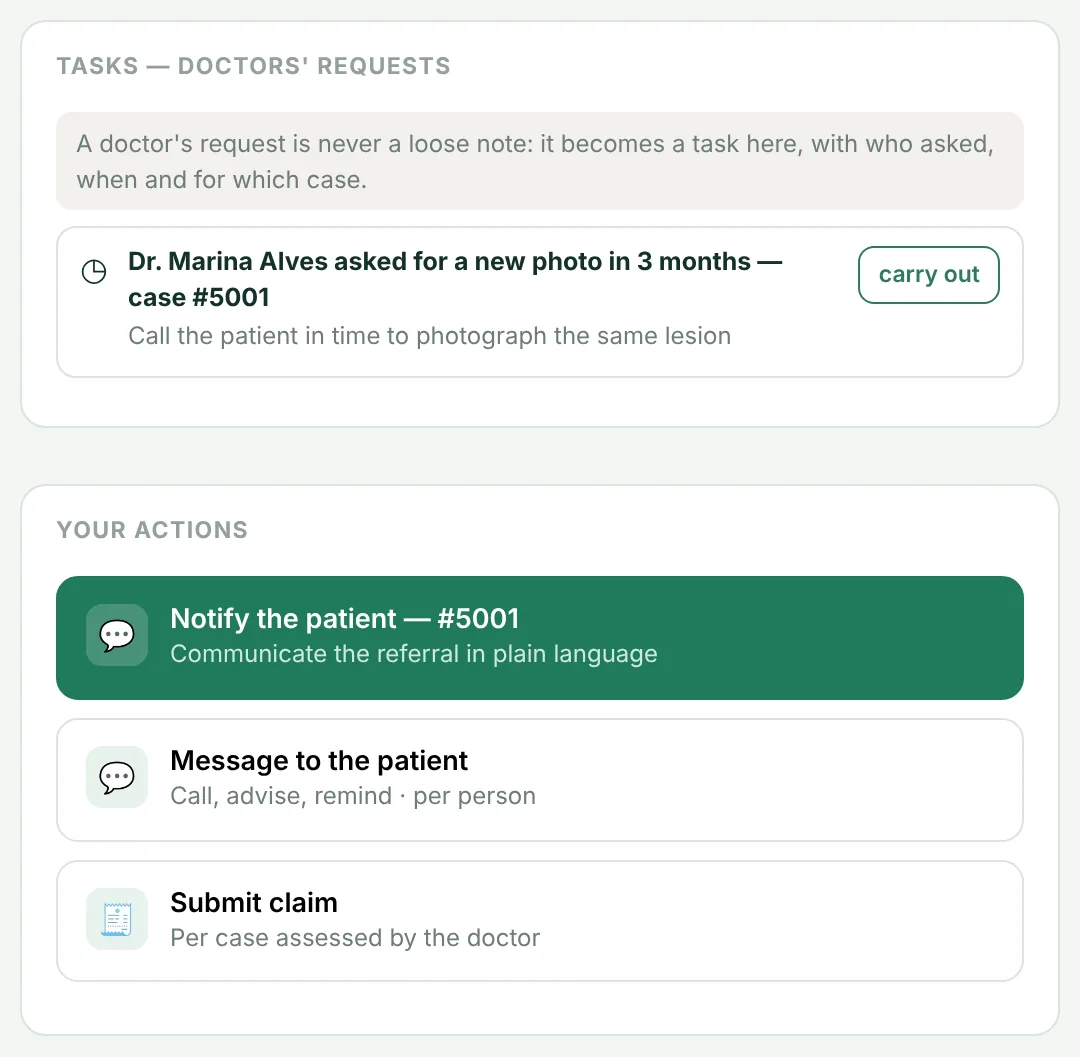 TASKS — DOCTORS' REQUESTS
A doctor's request is never a loose note: it becomes a task here, with who asked,
when and for which case.
Dr. Marina Alves asked for a new photo in 3 months —
case #5001
carry out
Call the patient in time to photograph the same lesion
YOUR ACTIONS
Notify the patient — #5001
Communicate the referral in plain language
Message to the patient
Call, advise, remind · per person
Submit claim
Per case assessed by the doctor